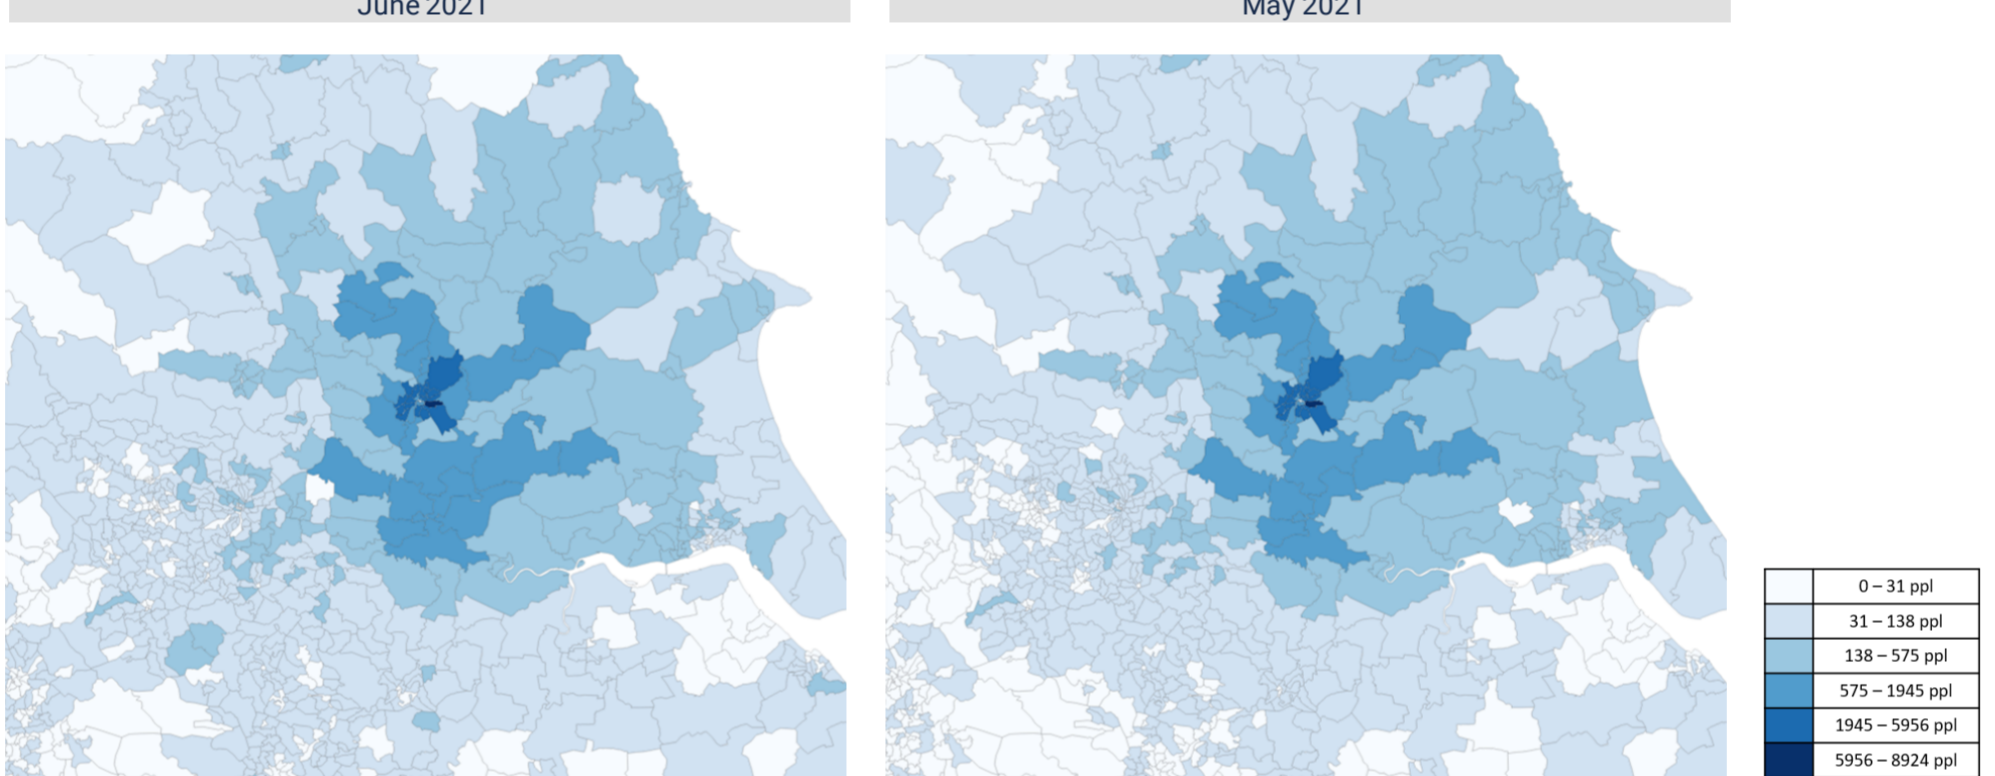 June 2021
May 2021
0 – 31 ppl
31 – 138 ppl
138 – 575 ppl
575 – 1945 ppl
1945 – 5956 ppl
5956 – 8924 ppl